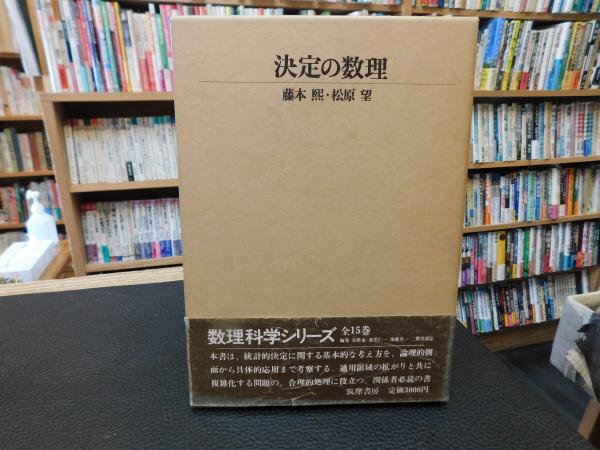 決定の数理
藤本 熙・松原 望
数理科学シリーズ 全15巻
本書は、統計的決定に関する基本的な考え方を、論理的側
面から具体的応用まで考察する。適用領域の拡がりと共に
複雑化する問題の、合理的処理に役立つ、関係者必読の書
筑摩書房 定価3000円